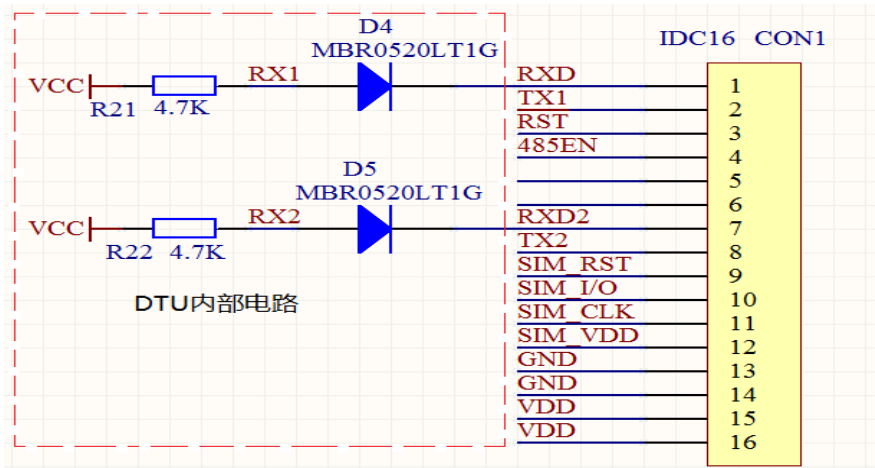 D4
MBR0520LT1G
IDC16 CON1
VCC
RX1
RXD
1
R21 4.7K
TX1
2
RST
3
485EN
4
D5
5
MBR0520LT1G
6
VCC
RX2
RXD2
7
R22 4.7K
TX2
8
SIM_RST
9
SIM_I/O
10
DTU内部电路
SIM_CLK
11
SIM_VDD
12
GND
13
GND
14
VDD
15
VDD
16